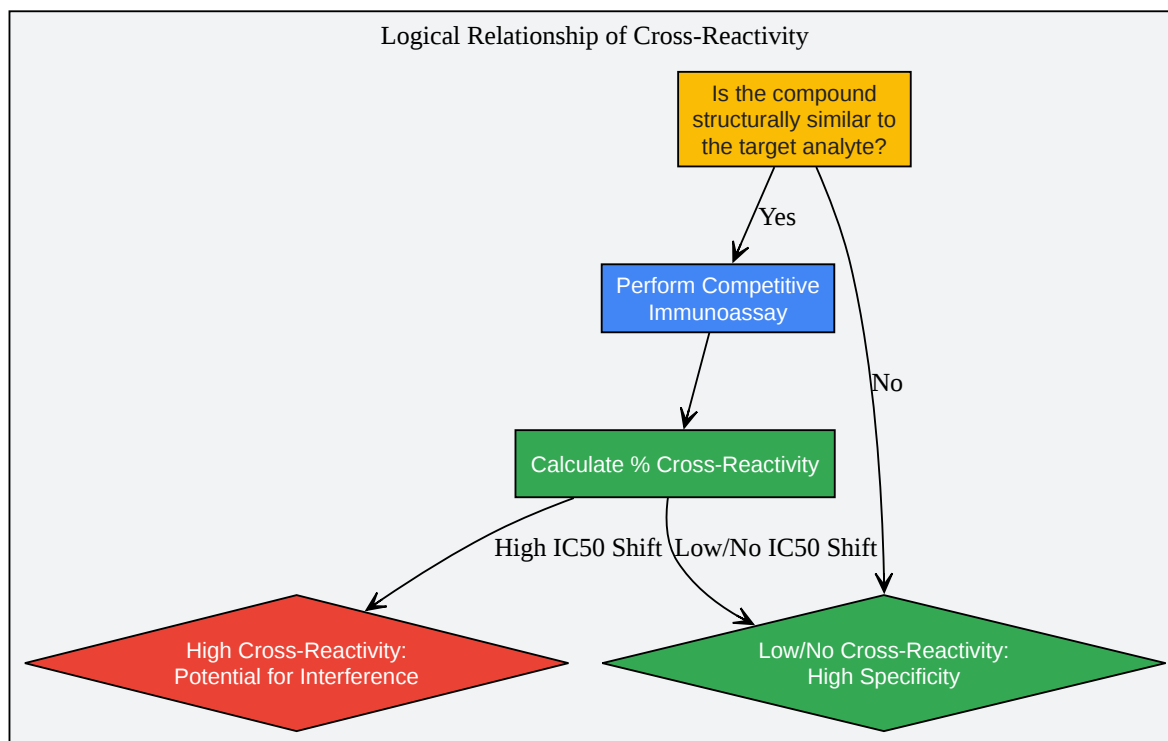 Logical Relationship of Cross-Reactivity
Is the compound
structurally similar to
the target analyte?
Yes
Perform Competitive
Immunoassay
No
Calculate % Cross-Reactivity
High IC50 Shift
Low/No IC50 Shift
High Cross-Reactivity:
Potential for Interference
Low/No Cross-Reactivity:
High Specificity